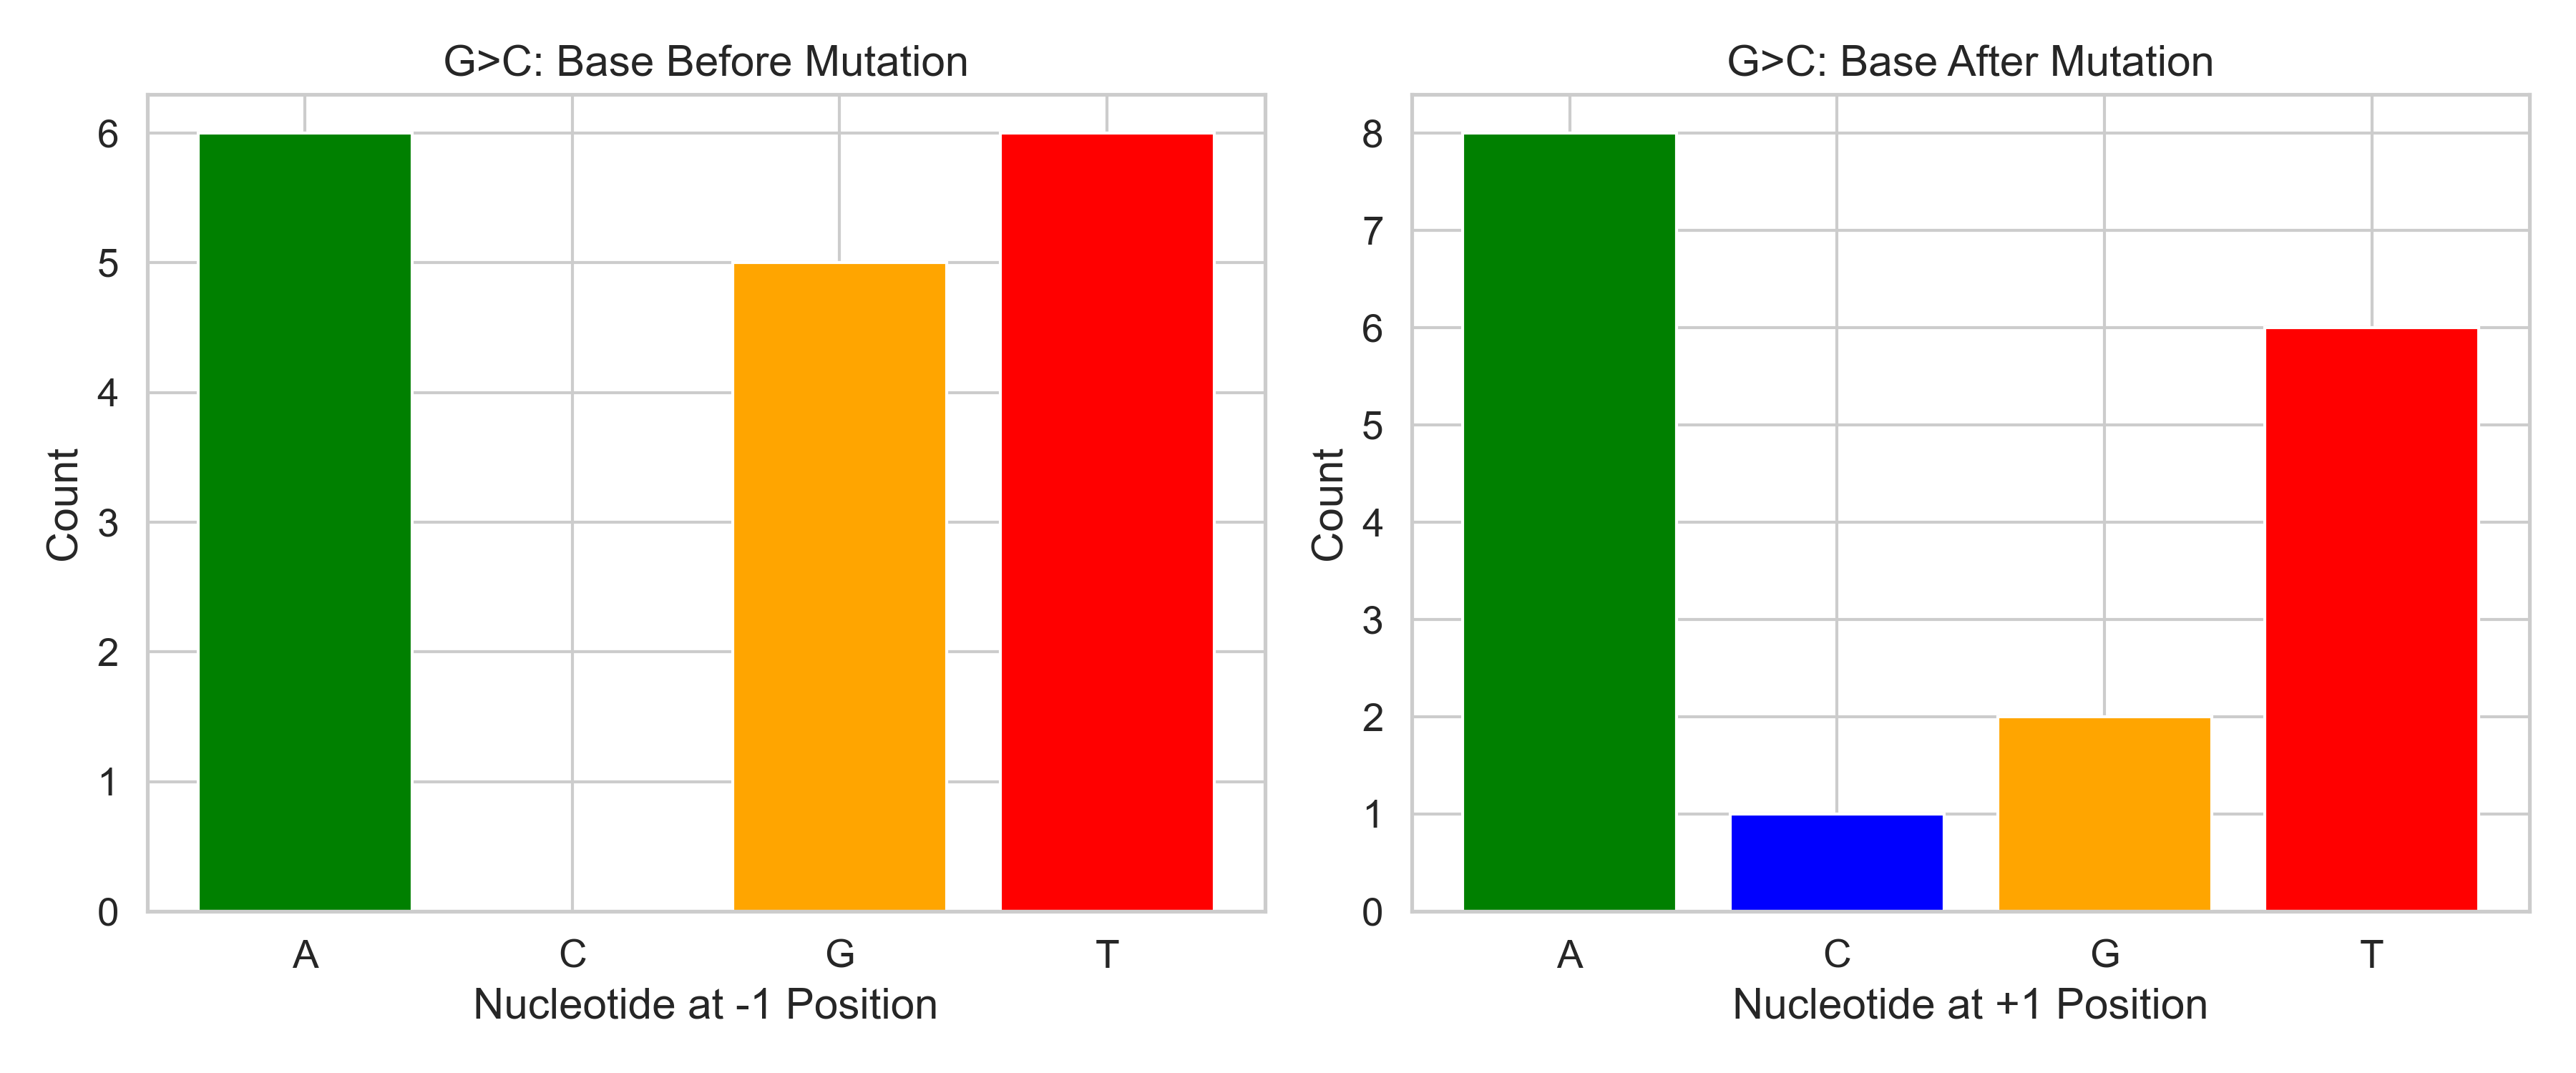 G>C: Base Before Mutation
6
5
4
3
2
1
0
Count
A C G T
Nucleotide at -1 Position
G>C: Base After Mutation
8
7
6
5
4
3
2
1
0
Count
A C G T
Nucleotide at +1 Position